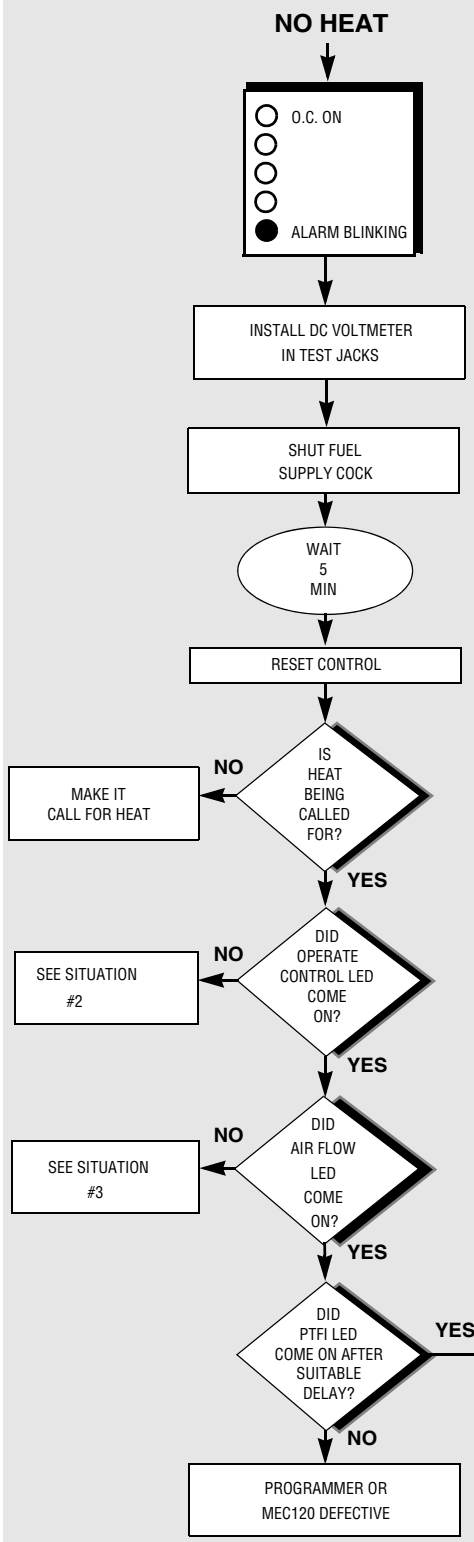 NO HEAT
O.C. ON
ALARM BLINKING
INSTALL DC VOLTMETER
IN TEST JACKS
SHUT FUEL
SUPPLY COCK
WAIT
5
MIN
RESET CONTROL
IS
HEAT
BEING
CALLED
FOR?
NO
MAKE IT
CALL FOR HEAT
YES
DID
OPERATE
CONTROL LED
COME
ON?
NO
SEE SITUATION
#2
YES
DID
AIR FLOW
LED
COME
ON?
NO
SEE SITUATION
#3
YES
DID
PTFI LED
COME ON AFTER
SUITABLE
DELAY?
YES
NO
PROGRAMMER OR
MEC120 DEFECTIVE